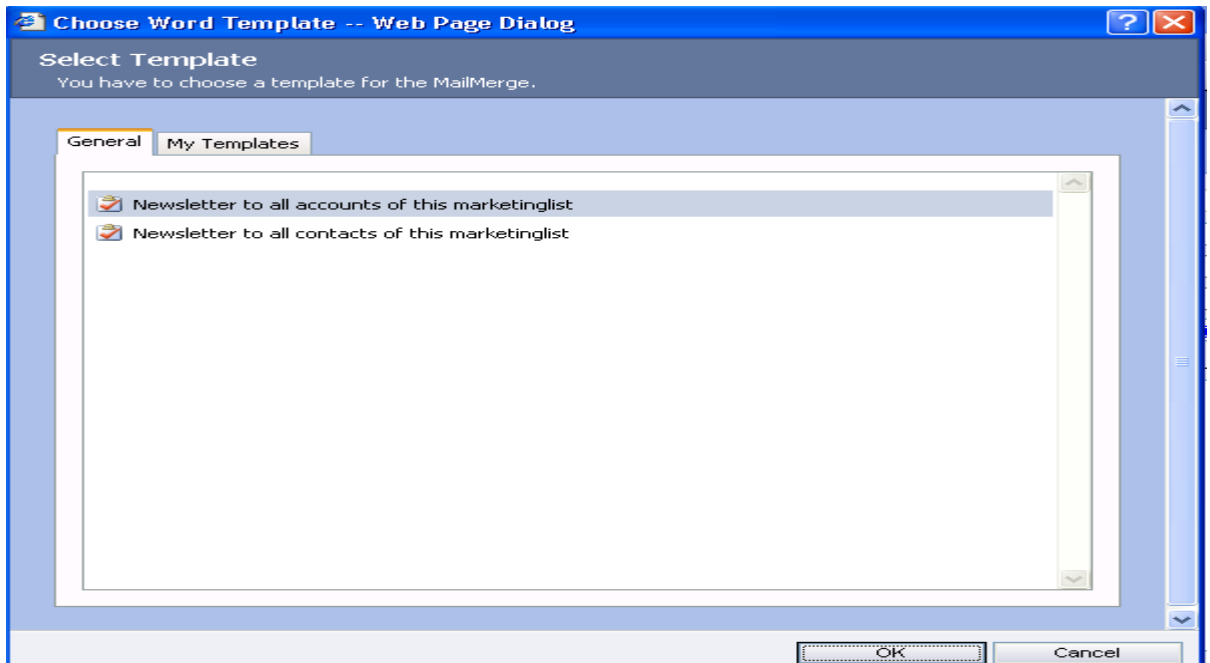 Choose Word Template -- Web Page Dialog
Select Template
You have to choose a template for the MailMerge.
General My Templates
Newsletter to all accounts of this marketinglist
Newsletter to all contacts of this marketinglist
OK Cancel